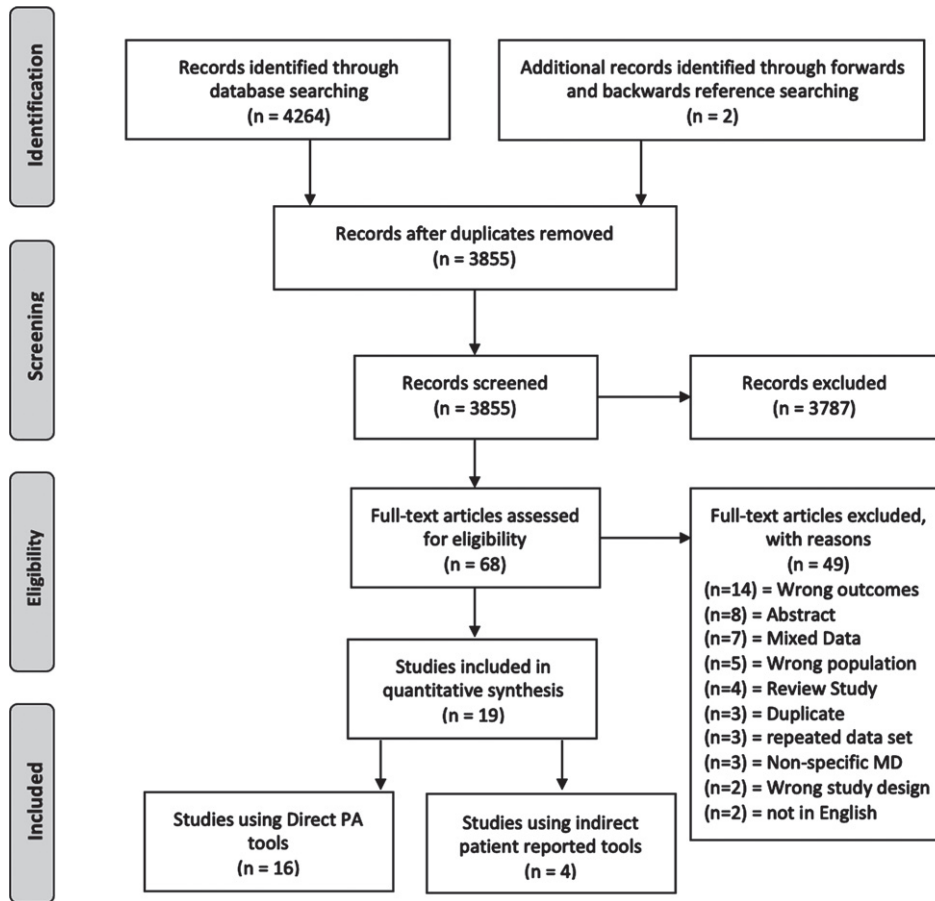 Identification
Records identified through
database searching
(n = 4264)
Additional records identified through forwards
and backwards reference searching
(n = 2)
Records after duplicates removed
(n = 3855)
Screening
Records screened
(n = 3855)
Records excluded
(n = 3787)
Eligibility
Full-text articles assessed
for eligibility
(n = 68)
Full-text articles excluded,
with reasons
(n = 49)
(n=14) = Wrong outcomes
(n=8) = Abstract
(n=7) = Mixed Data
(n=5) = Wrong population
(n=4) = Review Study
(n=3) = Duplicate
(n=3) = repeated data set
(n=3) = Non-specific MD
(n=2) = Wrong study design
(n=2) = not in English
Studies included in
quantitative synthesis
(n = 19)
Included
Studies using Direct PA
tools
(n = 16)
Studies using indirect
patient reported tools
(n = 4)